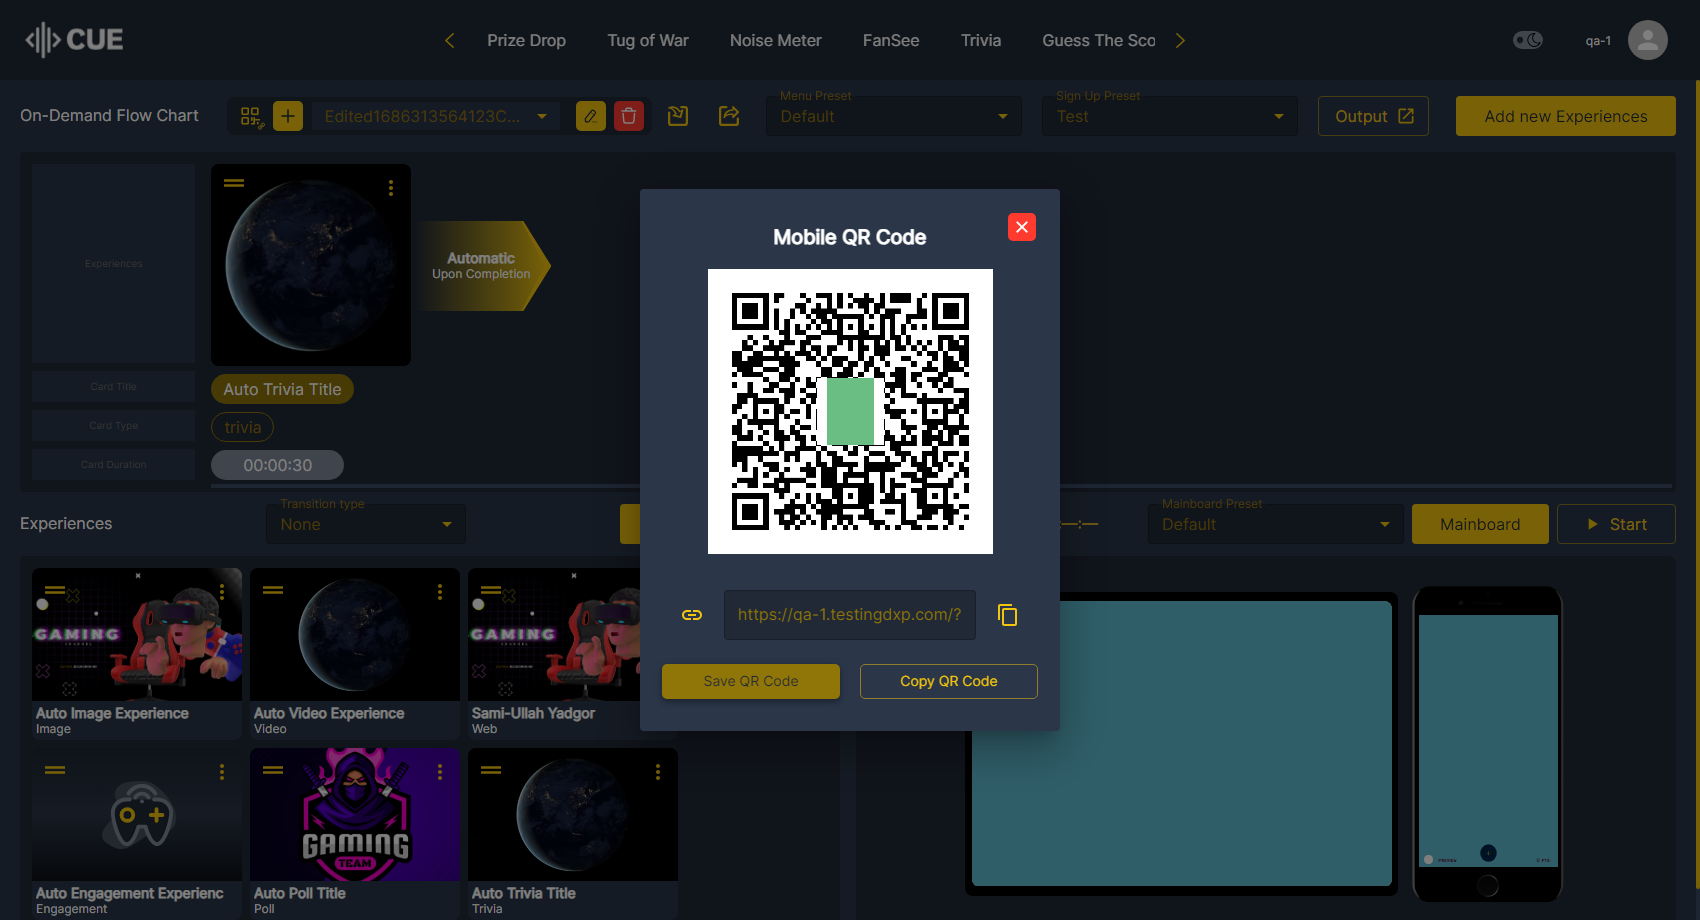 CUE
Prize Drop
Tug of War
Noise Meter
FanSee
Trivia
Guess The Sco
qa-1
On-Demand Flow Chart
Edited1686313564123C...
Menu Preset
Default
Sign Up Preset
Test
Output
Add new Experiences
Experiences
Automatic
Upon Completion
Card Title
Auto Trivia Title
Card Type
trivia
Card Duration
00:00:30
Mobile QR Code
https://qa-1.testingdxp.com/?
Save QR Code
Copy QR Code
Experiences
Transition type
None
Mainboard Preset
Default
Mainboard
Start
GAMING
Auto Image Experience
Image
Auto Video Experience
Video
GAMING
Sami-Ullah Yadgor
Web
Auto Engagement Experienc
Engagement
GAMING
TEAM
Auto Poll Title
Poll
Auto Trivia Title
Trivia
PREVIEW
0 PTS